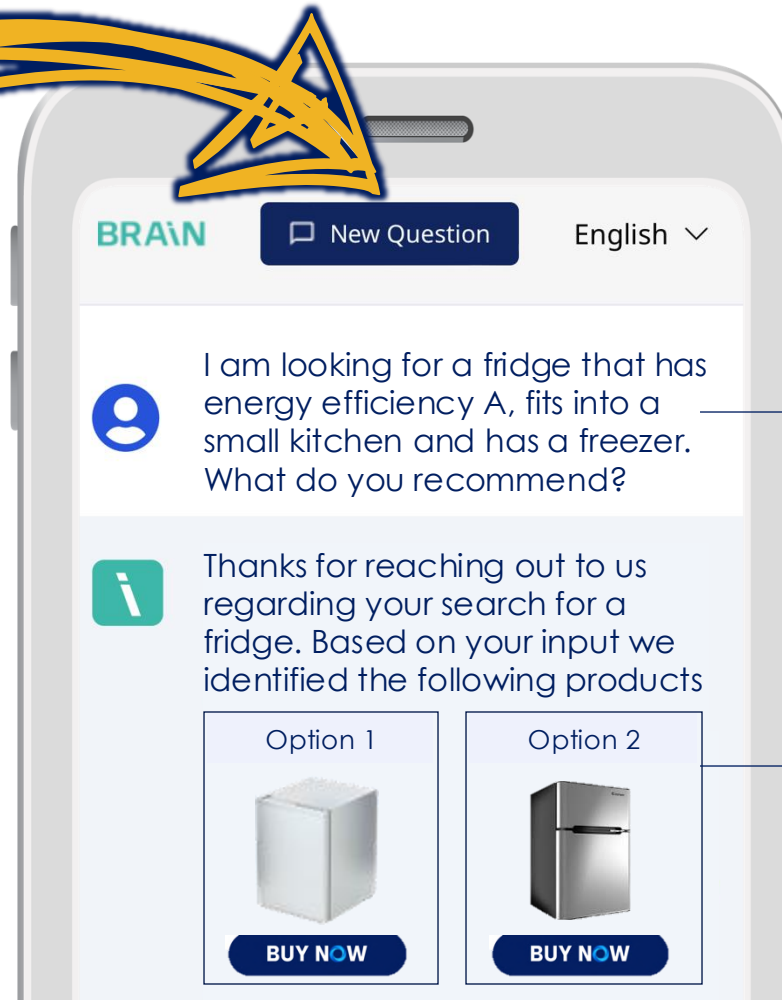 BRAIN
New Question
English
I am looking for a fridge that has
energy efficiency A, fits into a
small kitchen and has a freezer.
What do you recommend?
i
Thanks for reaching out to us
regarding your search for a
fridge. Based on your input we
identified the following products
Option 1
Option 2
BUY NOW
BUY NOW